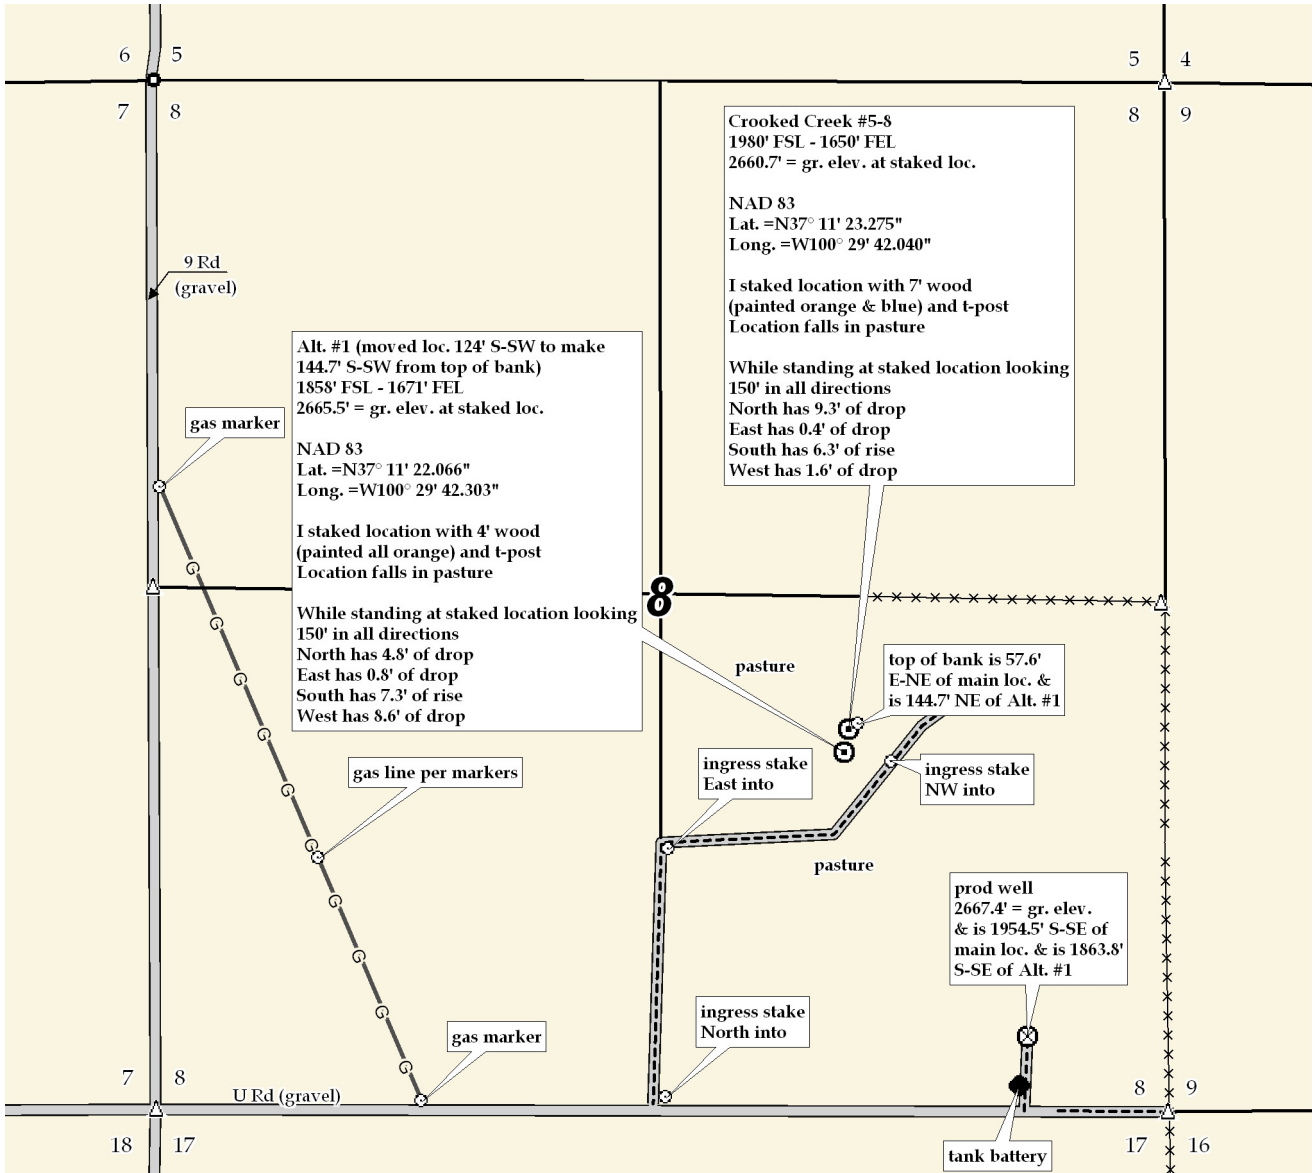 6 5
5 4
7 8
8 9
Crooked Creek #5-8
1980' FSL - 1650' FEL
2660.7' = gr. elev. at staked loc.
NAD 83
Lat. =N37° 11' 23.275"
Long. =W100° 29' 42.040"
I staked location with 7' wood
(painted orange & blue) and t-post
Location falls in pasture
While standing at staked location looking
150' in all directions
North has 9.3' of drop
East has 0.4' of drop
South has 6.3' of rise
West has 1.6' of drop
9 Rd
(gravel)
Alt. #1 (moved loc. 124' S-SW to make
144.7' S-SW from top of bank)
1858' FSL - 1671' FEL
2665.5' = gr. elev. at staked loc.
NAD 83
Lat. =N37° 11' 22.066"
Long. =W100° 29' 42.303"
I staked location with 4' wood
(painted all orange) and t-post
Location falls in pasture
While standing at staked location looking
150' in all directions
North has 4.8' of drop
East has 0.8' of drop
South has 7.3' of rise
West has 8.6' of drop
gas marker
G
G
G
G
G
G
G
G
G
G
8
pasture
top of bank is 57.6'
E-NE of main loc. &
is 144.7' NE of Alt. #1
ingress stake
East into
ingress stake
NW into
gas line per markers
pasture
prod well
2667.4' = gr. elev.
& is 1954.5' S-SE of
main loc. & is 1863.8'
S-SE of Alt. #1
ingress stake
North into
gas marker
7 8
U Rd (gravel)
8 9
18 17
tank battery
17 16